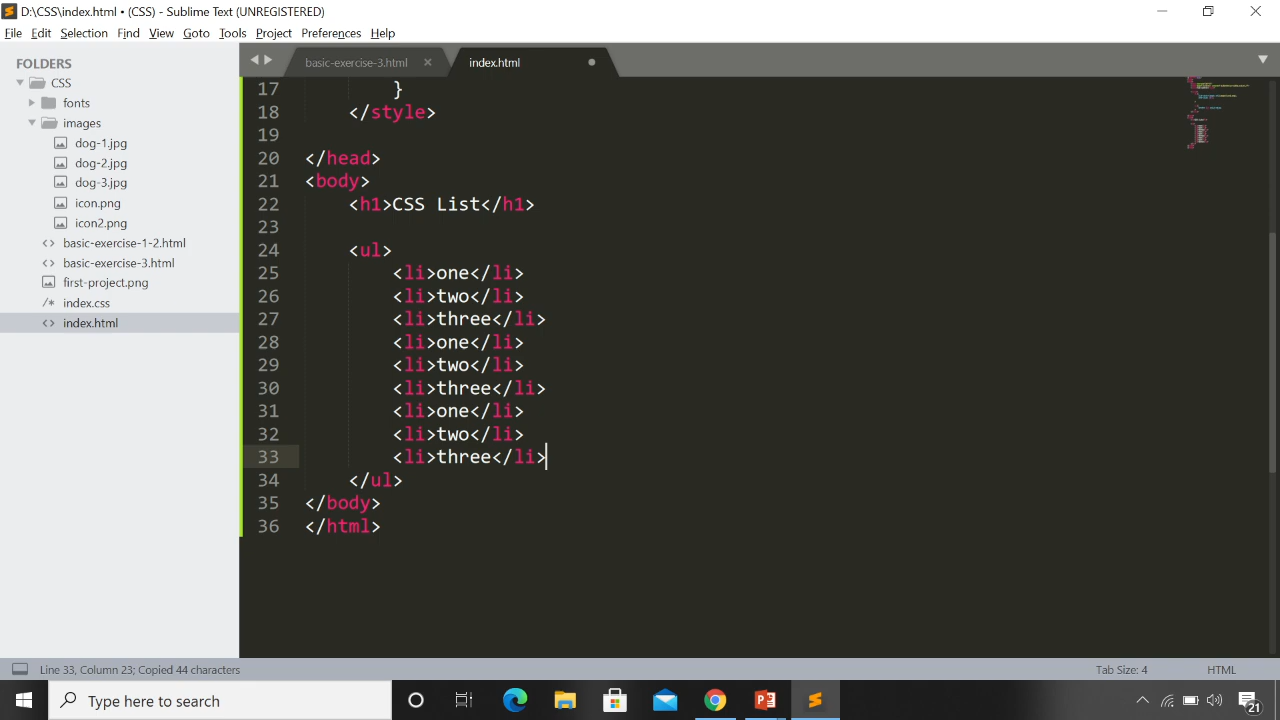 D:\CSS\index.html • (CSS) - Sublime Text (UNREGISTERED)
File Edit Selection Find View Goto Tools Project Preferences Help
FOLDERS
CSS
fonts
images
dog-1.jpg
dog-2.jpg
dog-3.jpg
icon.png
icon2.png
basic-exercise-1-2.html
basic-exercise-3.html
first-project.png
index.css
index.html
basic-exercise-3.html
index.html
17 }
18 </style>
19
20 </head>
21 <body>
22 <h1>CSS List</h1>
23
24 <ul>
25 <li>one</li>
26 <li>two</li>
27 <li>three</li>
28 <li>one</li>
29 <li>two</li>
30 <li>three</li>
31 <li>one</li>
32 <li>two</li>
33 <li>three</li>
34 </ul>
35 </body>
36 </html>
Line 33, Column 23; Copied 44 characters
Tab Size: 4
HTML
Type here to search
21